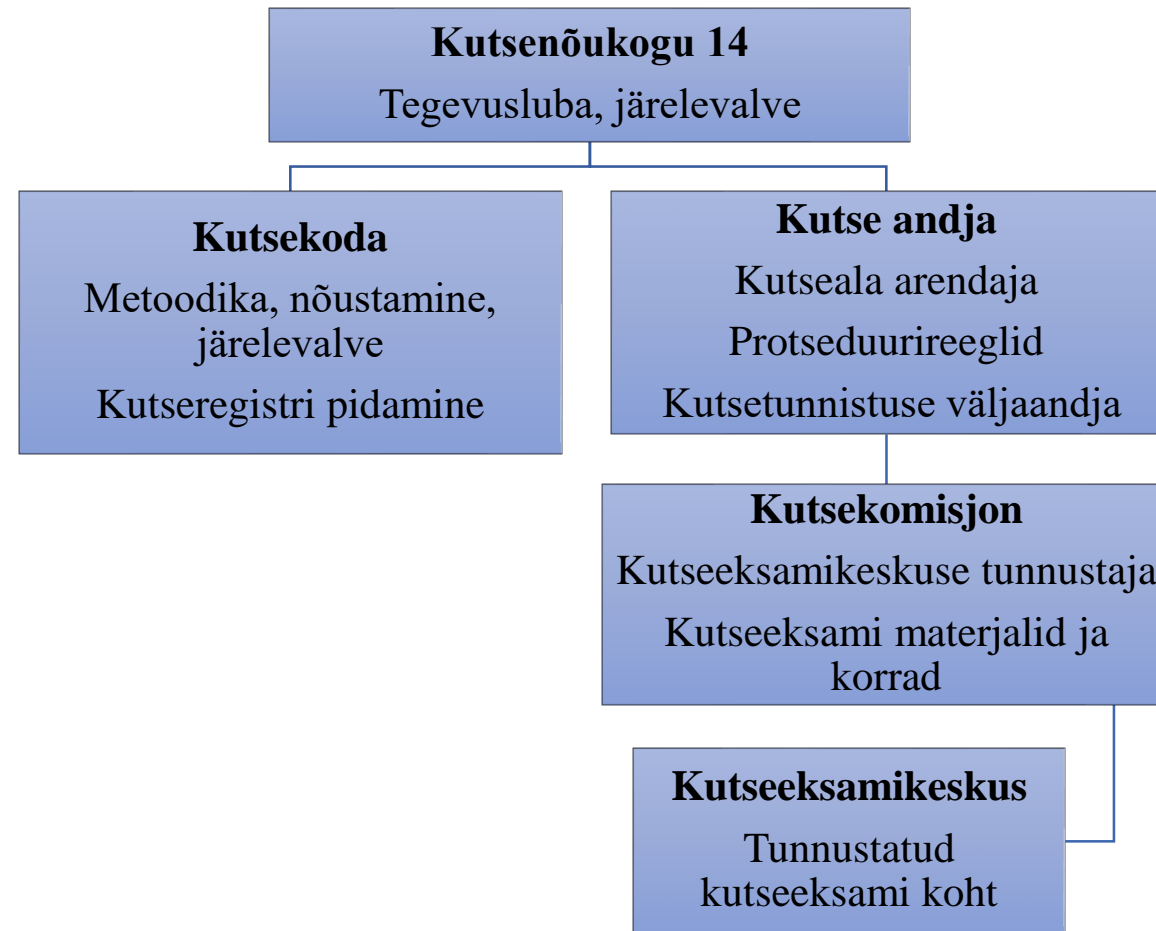 Kutsenõukogu 14
Tegevusluba, järelevalve
Kutsekoda
Metoodika, nõustamine,
järelevalve
Kutseregistri pidamine
Kutse andja
Kutseala arendaja
Protseduurireeglid
Kutsetunnistuse väljaandja
Kutsekomisjon
Kutseeksamikeskuse tunnustaja
Kutseeksami materjalid ja
korrad
Kutseeksamikeskus
Tunnustatud
kutseeksami koht